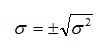 σ = ±√σ²